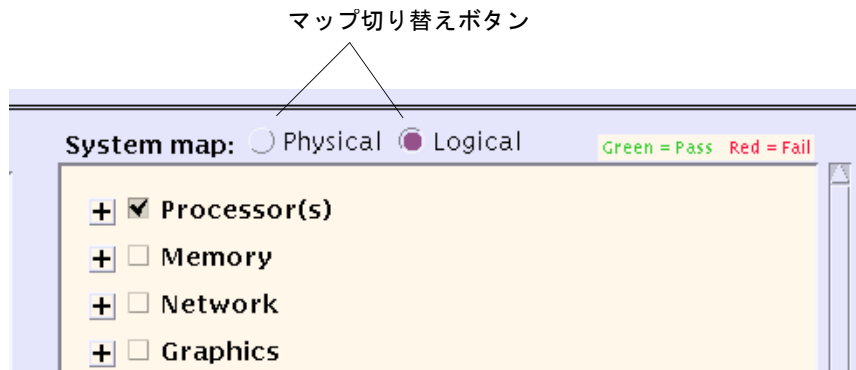 マップ切り替えボタン
System map: Physical Logical Green = Pass Red = Fail
Processor(s)
Memory
Network
Graphics